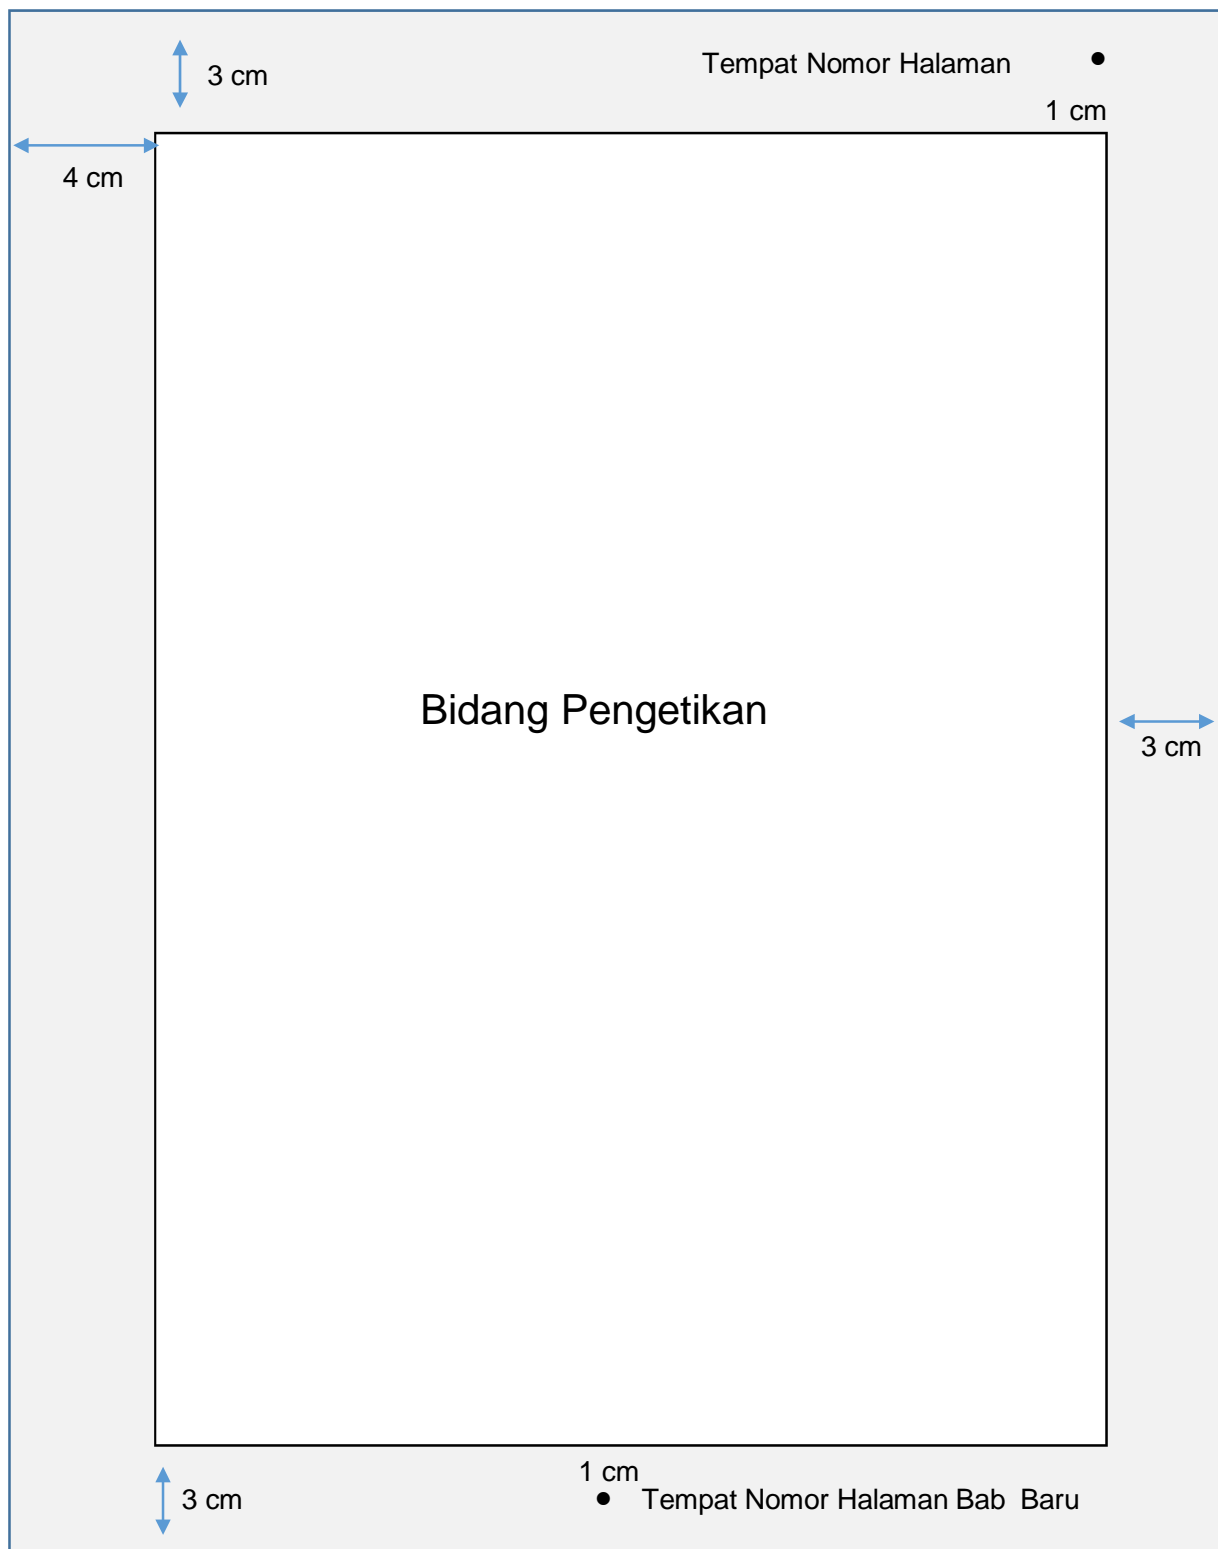 Tempat Nomor Halaman •
3 cm
1 cm
4 cm
Bidang Pengetikan
3 cm
1 cm
3 cm
• Tempat Nomor Halaman Bab Baru